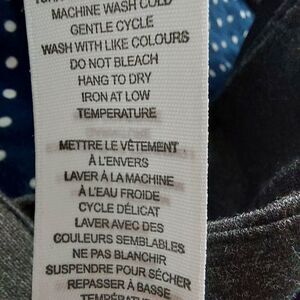 MACHINE WASH COLD
GENTLE CYCLE
WASH WITH LIKE COLOURS
DO NOT BLEACH
HANG TO DRY
IRON AT LOW
TEMPERATURE
METTRE LE VÊTEMENT
À L'ENVERS
LAVER À LA MACHINE
À L'EAU FROIDE
CYCLE DÉLICAT
LAVER AVEC DES
COULEURS SEMBLABLES
NE PAS BLANCHIR
SUSPENDRE POUR SÉCHER
REPASSER À BASSE
TEMPÉRATURE